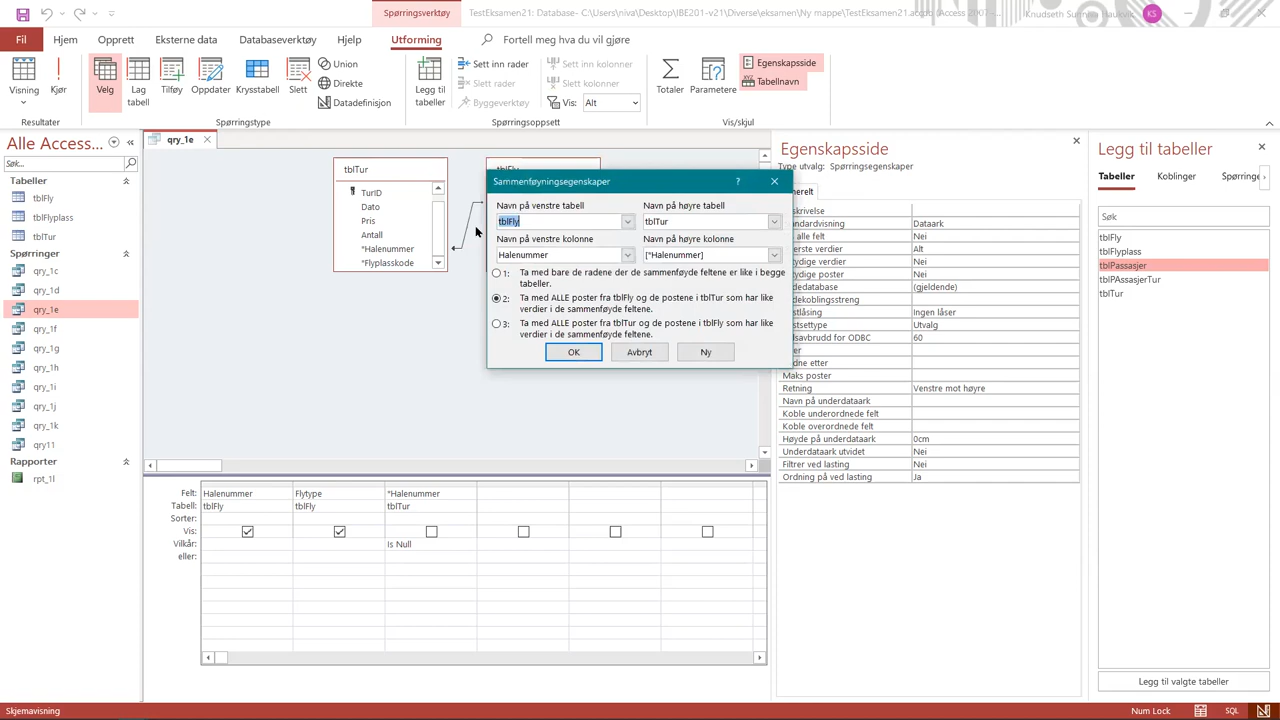 Spørringsverktøy
TestEksamen21: Database- C:\Users\niva\Desktop\IBE201-v21\Diverse\eksamen\Ny mappe\TestEksamen21.accdb (Access 2007-
KS
Fil
Hjem
Opprett
Eksterne data
Databaseverktøy
Hjelp
Utforming
Fortell meg hva du vil gjøre
Visning
Kjør
Velg
Lag tabell
Tilføy
Oppdater
Krysstabell
Slett
Union
Direkte
Datadefinisjon
Legg til tabeller
Sett inn rader
Slett rader
Byggeverktøy
Sett inn kolonner
Slett kolonner
Vis:
Alt
Totaler
Parametere
Egenskapsside
Tabellnavn
Resultater
Spørringstype
Spørringsoppsett
Vis/skjul
Alle Access...
Søk...
Tabeller
tblFly
tblFlyplass
tblTur
Spørringer
qry_1c
qry_1d
qry_1e
qry_1f
qry_1g
qry_1h
qry_1i
qry_1j
qry_1k
qry11
Rapporter
rpt_1l
qry_1e
tblTur
TurID
Dato
Pris
Antall
*Halenummer
*Flyplasskode
Sammenføyningsegenskaper
?
Navn på venstre tabell
Navn på høyre tabell
tblFly
tblTur
Navn på venstre kolonne
Navn på høyre kolonne
Halenummer
["Halenummer]
1: Ta med bare de radene der de sammenføyde feltene er like i begge
tabeller.
2: Ta med ALLE poster fra tblFly og de postene i tblTur som har like
verdier i de sammenføyde feltene.
3: Ta med ALLE poster fra tblTur og de postene i tblFly som har like
verdier i de sammenføyde feltene.
OK
Avbryt
Ny
Felt: Halenummer Flytype *Halenummer
Tabell: tblFly tblFly tblTur
Sorter:
Vis:
Vilkår: Is Null
eller:
Egenskapsside
Type utvalg: Spørringsegenskaper
Nei
Alt
Nei
Nei
(gjeldende)
Ingen låser
Utvalg
60
Maks poster
Retning Venstre mot høyre
Navn på underdataark
Koble underordnede felt
Koble overordnede felt
Høyde på underdataark 0cm
Underdataark utvidet Nei
Filtrer ved lasting Nei
Ordning på ved lasting Ja
Dataark
Legg til tabeller
Tabeller
Koblinger
Spørringe
Søk
tblFly
tblFlyplass
tblPassasjer
tblPAssasjerTur
tblTur
Legg til valgte tabeller
Skjemavisning
Num Lock
SQL